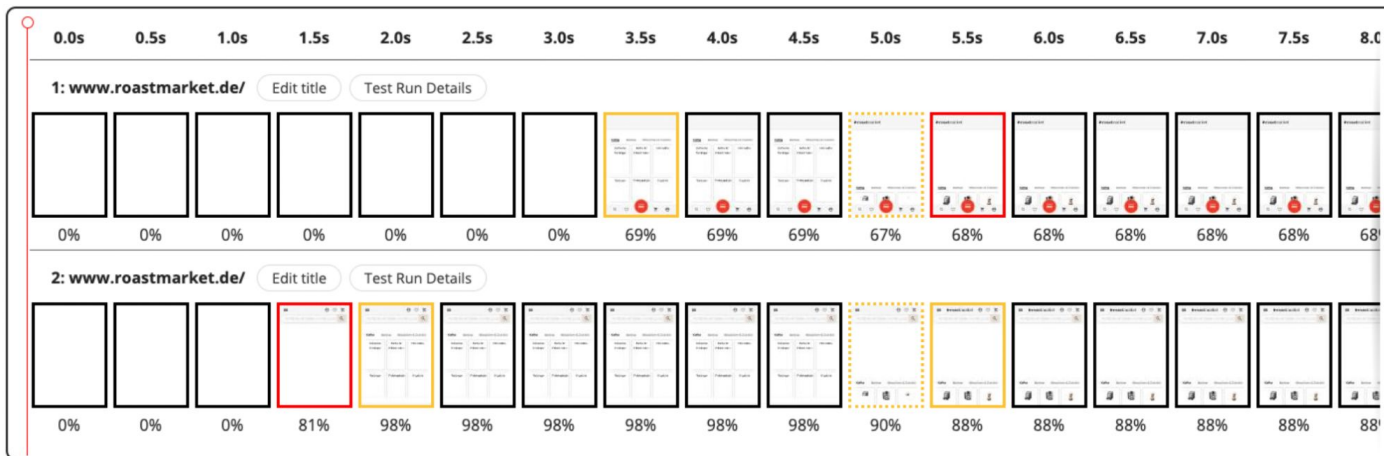 0.0s 0.5s 1.0s 1.5s 2.0s 2.5s 3.0s 3.5s 4.0s 4.5s 5.0s 5.5s 6.0s 6.5s 7.0s 7.5s 8.0
1: www.roastmarket.de/ Edit title Test Run Details
0% 0% 0% 0% 0% 0% 0% 69% 69% 69% 67% 68% 68% 68% 68% 68% 68%
2: www.roastmarket.de/ Edit title Test Run Details
0% 0% 0% 81% 98% 98% 98% 98% 98% 98% 90% 88% 88% 88% 88% 88% 88%